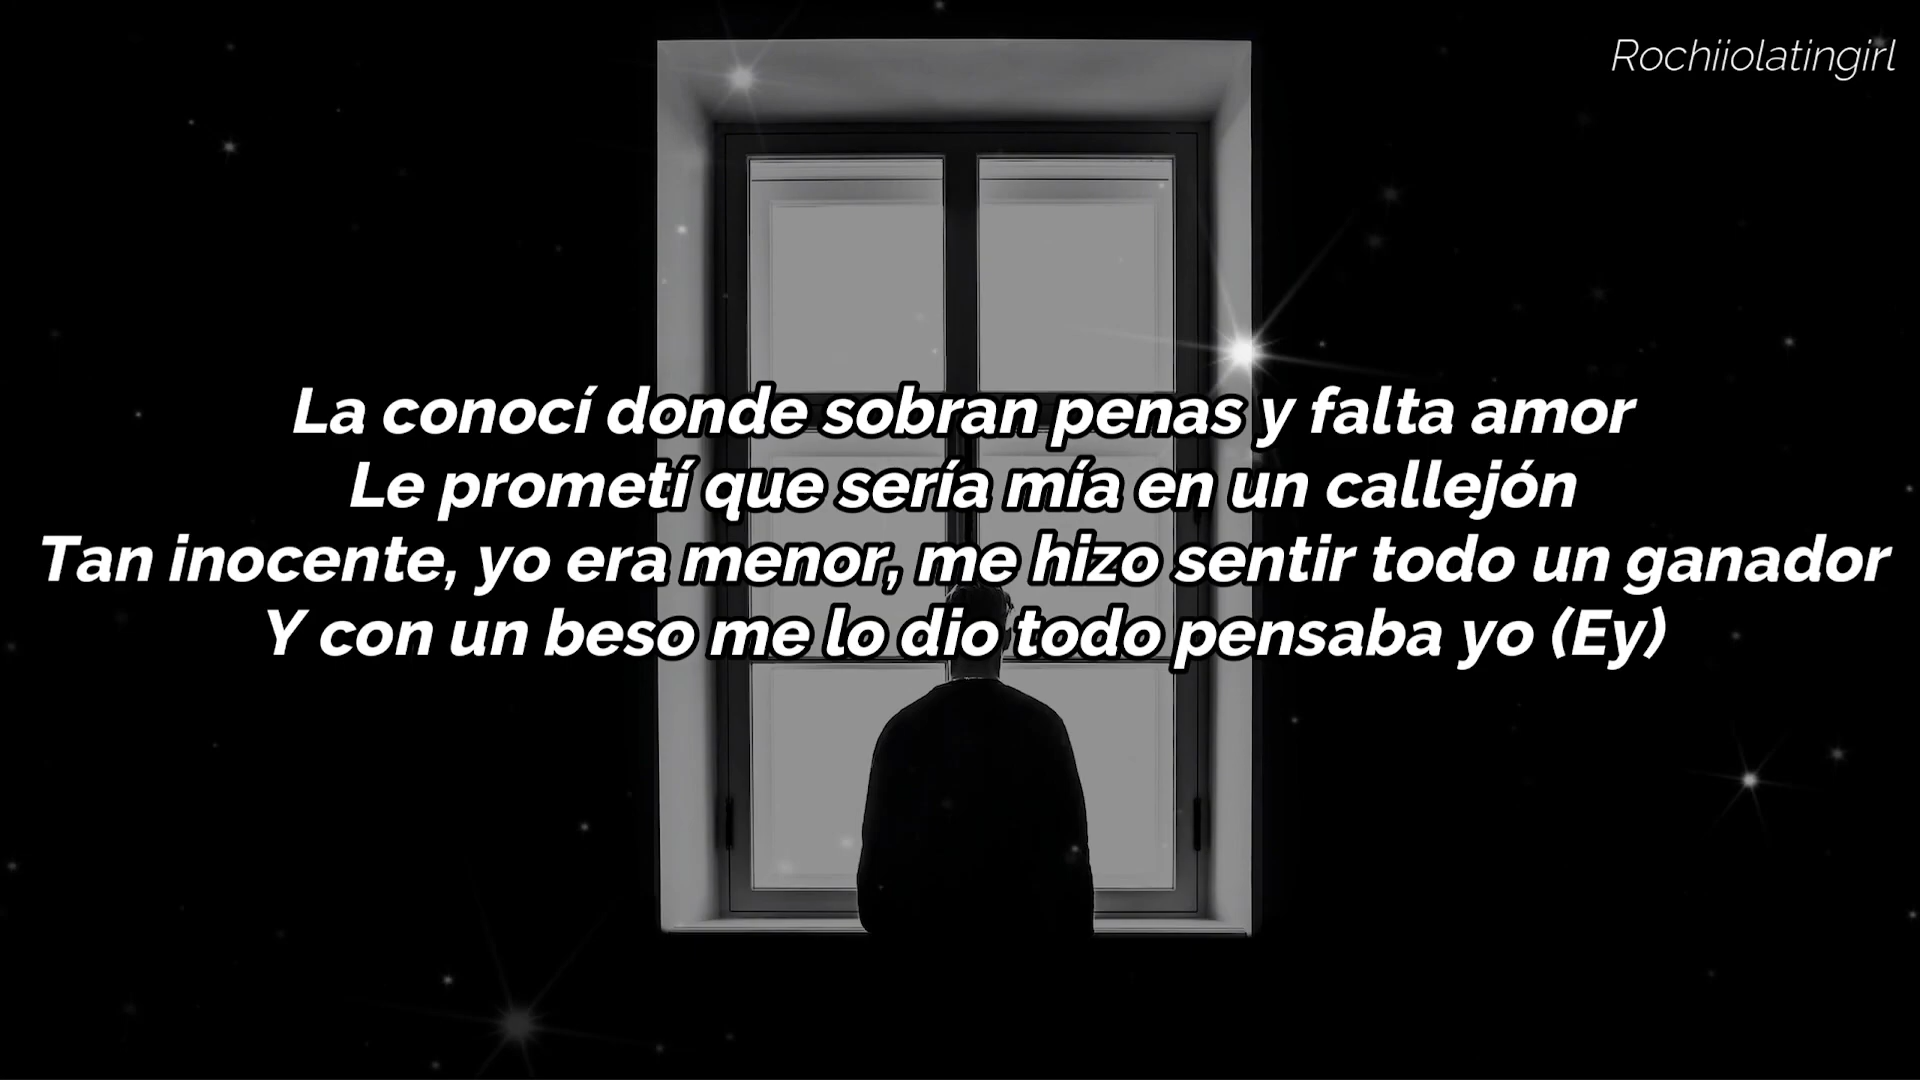 Rochiiolatingirl
La conocí donde sobran penas y falta amor
Le prometí que sería mía en un callejón
Tan inocente, yo era menor, me hizo sentir todo un ganador
Y con un beso me lo dio todo pensaba yo (Ey)